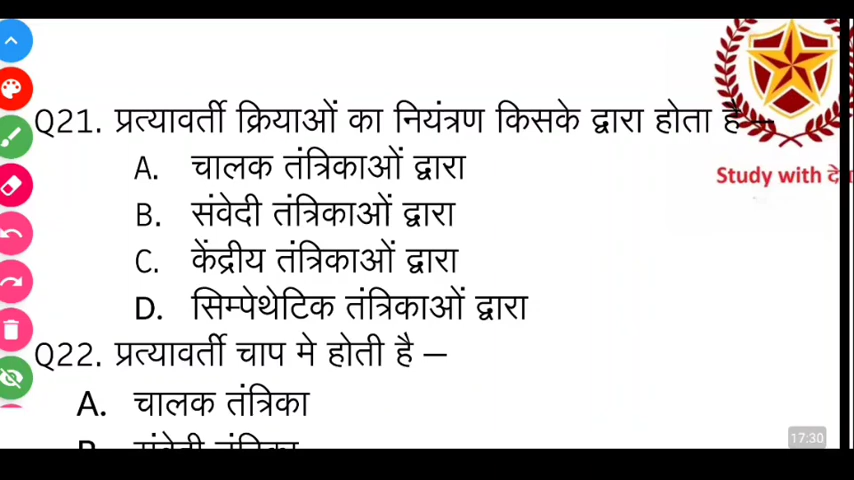 Q21. प्रत्यावर्ती क्रियाओं का नियंत्रण किसके द्वारा होता है
A. चालक तंत्रिकाओं द्वारा
B. संवेदी तंत्रिकाओं द्वारा
C. केंद्रीय तंत्रिकाओं द्वारा
D. सिम्पेथेटिक तंत्रिकाओं द्वारा
Q22. प्रत्यावर्ती चाप मे होती है –
A. चालक तंत्रिका
Study with
17:30